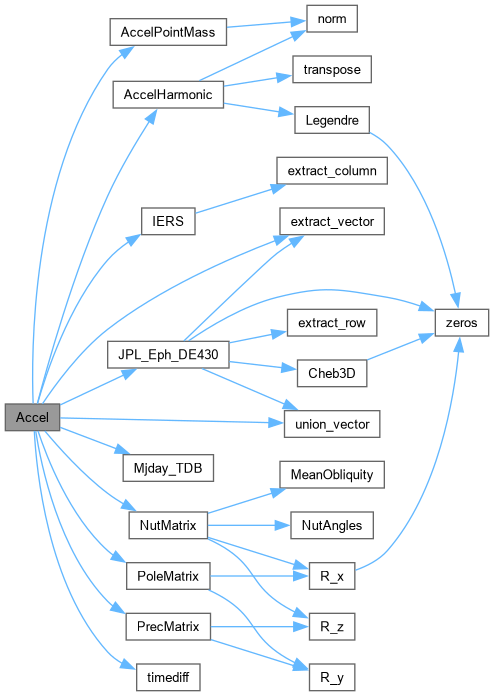 Accel
AccelPointMass
AccelHarmonic
IERS
JPL_Eph_DE430
Mjday_TDB
NutMatrix
PoleMatrix
PrecMatrix
timediff
norm
transpose
Legendre
extract_column
extract_vector
extract_row
Cheb3D
union_vector
MeanObliquity
NutAngles
R_x
R_z
R_y
zeros